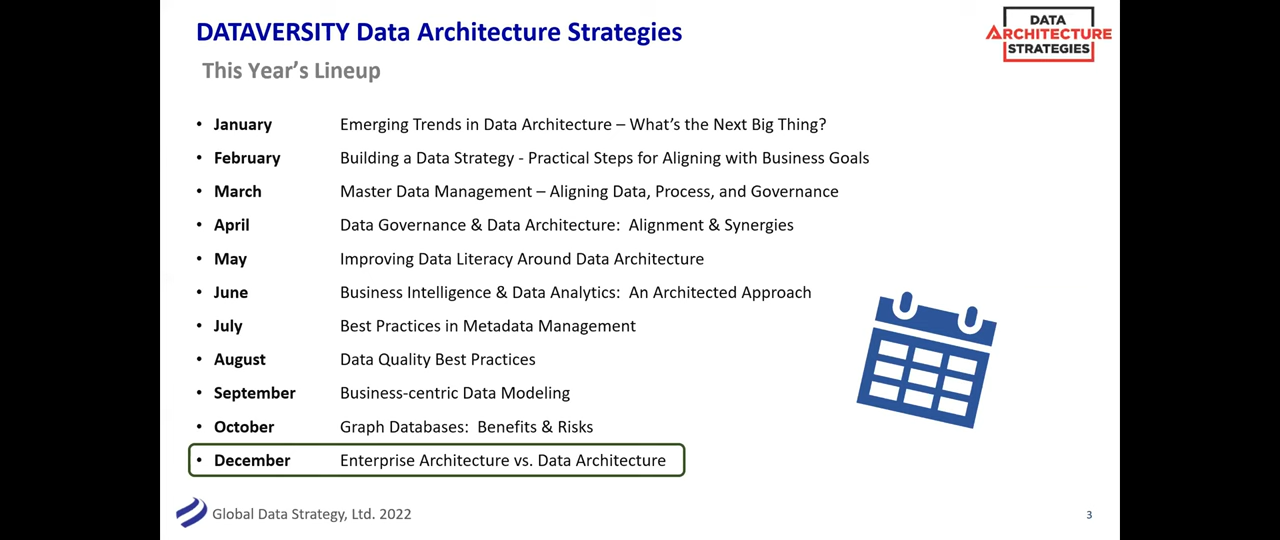 DATAVERSITY Data Architecture Strategies
DATA
ARCHITECTURE
STRATEGIES
This Year's Lineup
• January Emerging Trends in Data Architecture – What's the Next Big Thing?
• February Building a Data Strategy - Practical Steps for Aligning with Business Goals
• March Master Data Management – Aligning Data, Process, and Governance
• April Data Governance & Data Architecture: Alignment & Synergies
• May Improving Data Literacy Around Data Architecture
• June Business Intelligence & Data Analytics: An Architected Approach
• July Best Practices in Metadata Management
• August Data Quality Best Practices
• September Business-centric Data Modeling
• October Graph Databases: Benefits & Risks
• December Enterprise Architecture vs. Data Architecture
Global Data Strategy, Ltd. 2022
3